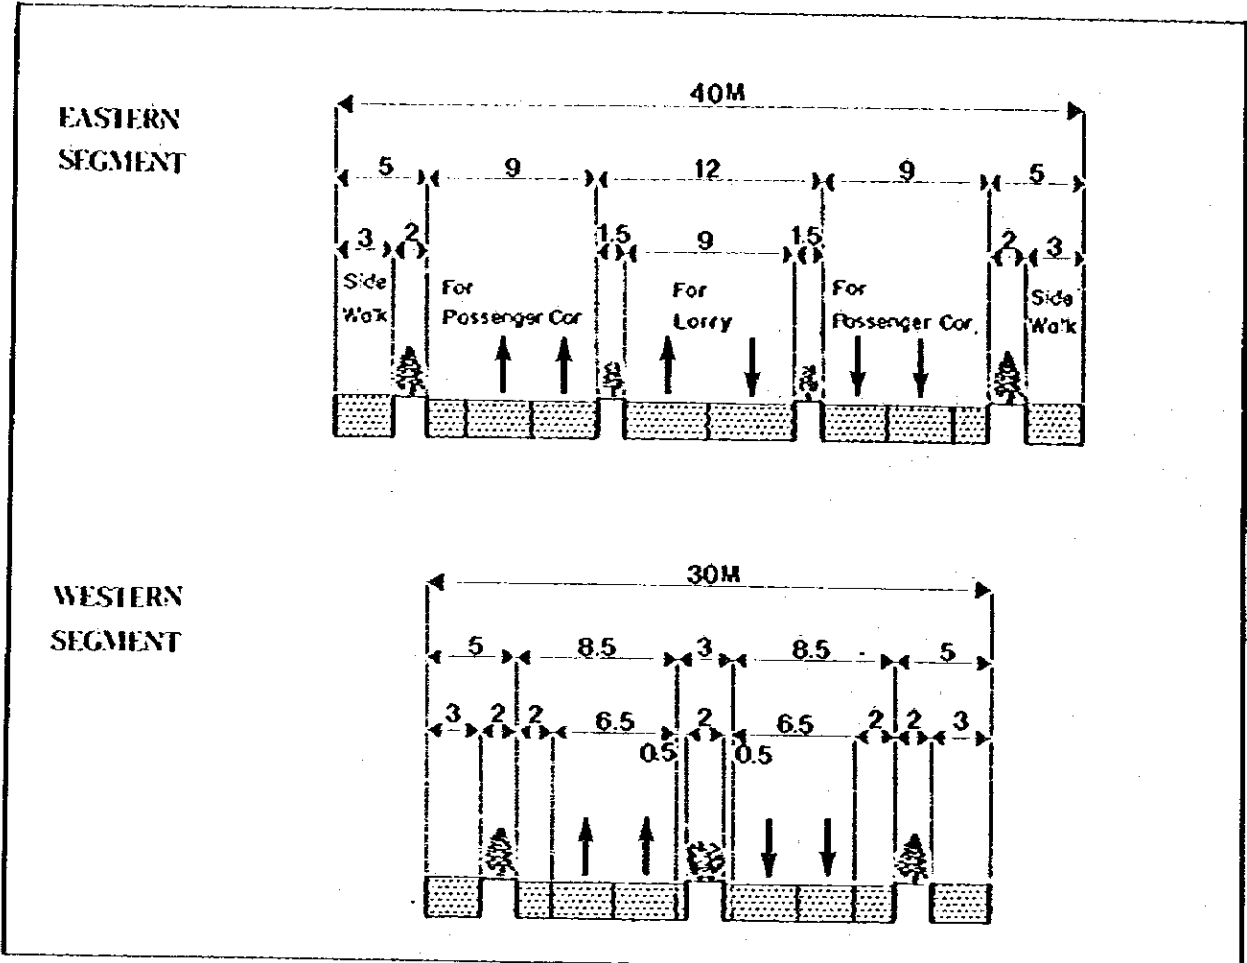 40M
EASTERN
SEGMENT
5 9 12 9 5
3 2 1.5 9 1.5 2 3
Side
Walk
For
Passenger Car
For
Lorry
For
Passenger Car
Side
Walk
30M
WESTERN
SEGMENT
5 8.5 3 8.5 5
3 2 2 6.5 2 6.5 2 2 3
0.5 0.5